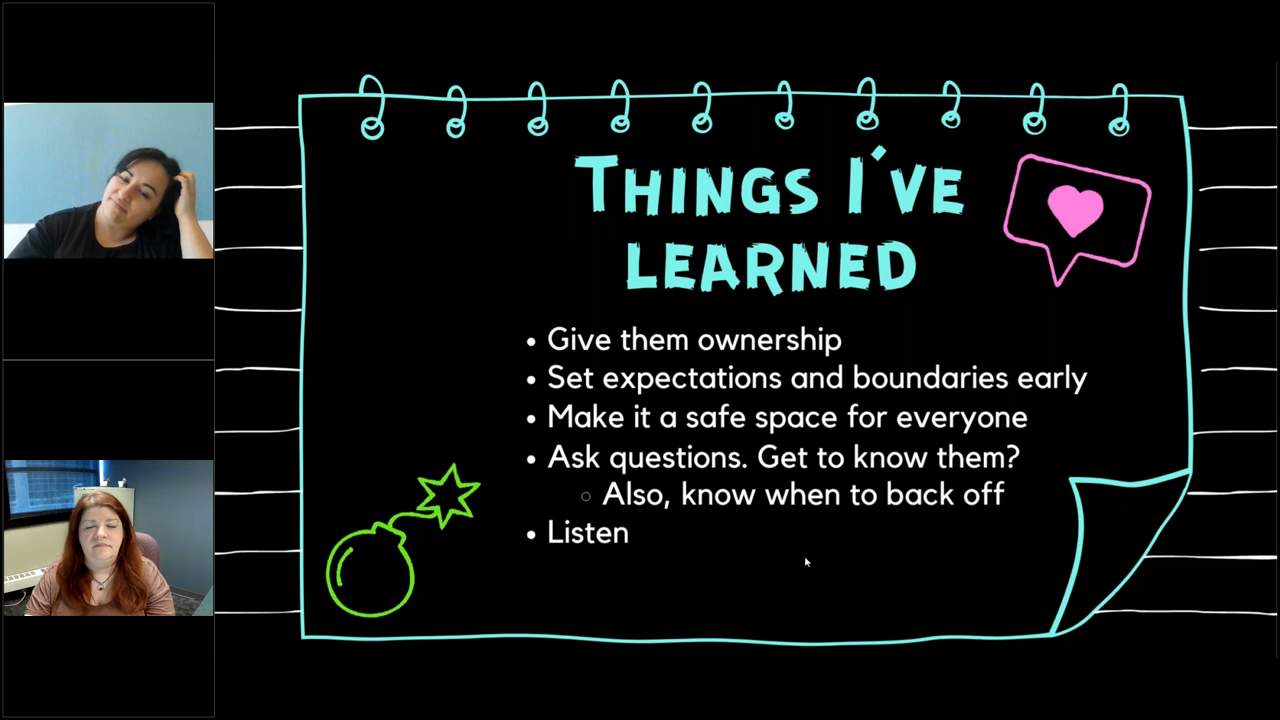 THINGS I'VE
LEARNED
• Give them ownership
• Set expectations and boundaries early
• Make it a safe space for everyone
• Ask questions. Get to know them?
◦ Also, know when to back off
• Listen